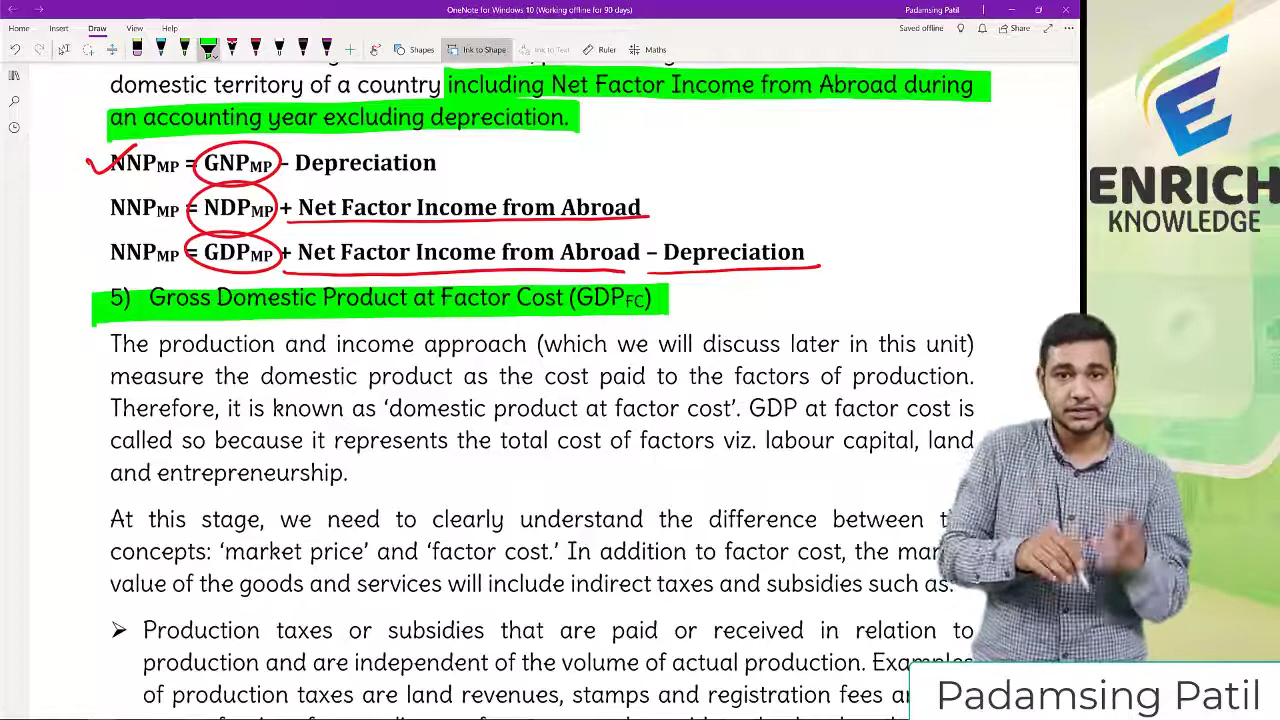 OneNote for Windows 10 (Working offline for 90 days)
Padamsing Patil
Home Insert Draw View Help
Saved offline
Share
Shapes
Ink to Shape
Ink to Text
Ruler
Maths
domestic territory of a country including Net Factor Income from Abroad during
an accounting year excluding depreciation.
NNPMP = GNPMP – Depreciation
NNPMP = NDPMP + Net Factor Income from Abroad
NNPMP = GDPMP + Net Factor Income from Abroad – Depreciation
5) Gross Domestic Product at Factor Cost (GDPFC)
The production and income approach (which we will discuss later in this unit)
measure the domestic product as the cost paid to the factors of production.
Therefore, it is known as ‘domestic product at factor cost’. GDP at factor cost is
called so because it represents the total cost of factors viz. labour capital, land
and entrepreneurship.
At this stage, we need to clearly understand the difference between
concepts: ‘market price’ and ‘factor cost.’ In addition to factor cost, the
value of the goods and services will include indirect taxes and subsidies such as:
➢ Production taxes or subsidies that are paid or received in relation to
production and are independent of the volume of actual production. Examples
of production taxes are land revenues, stamps and registration fees
ENRICH
KNOWLEDGE
Padamsing Patil